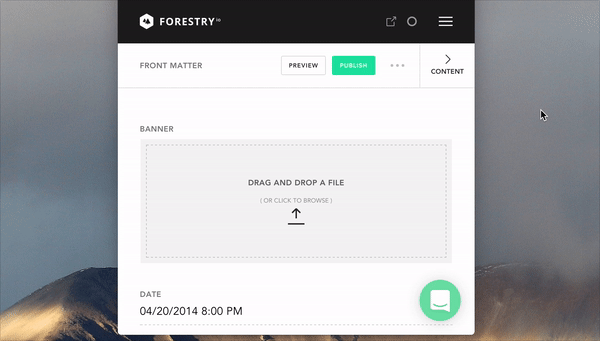 FORESTRY io
FRONT MATTER
PREVIEW
PUBLISH
CONTENT
BANNER
DRAG AND DROP A FILE
( OR CLICK TO BROWSE )
DATE
04/20/2014 8:00 PM